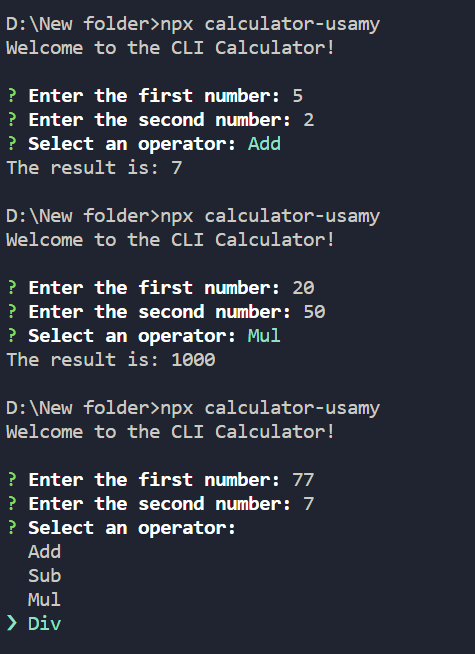 D:\New folder>npx calculator-usamy
Welcome to the CLI Calculator!
? Enter the first number: 5
? Enter the second number: 2
? Select an operator: Add
The result is: 7
D:\New folder>npx calculator-usamy
Welcome to the CLI Calculator!
? Enter the first number: 20
? Enter the second number: 50
? Select an operator: Mul
The result is: 1000
D:\New folder>npx calculator-usamy
Welcome to the CLI Calculator!
? Enter the first number: 77
? Enter the second number: 7
? Select an operator:
Add
Sub
Mul
❯ Div